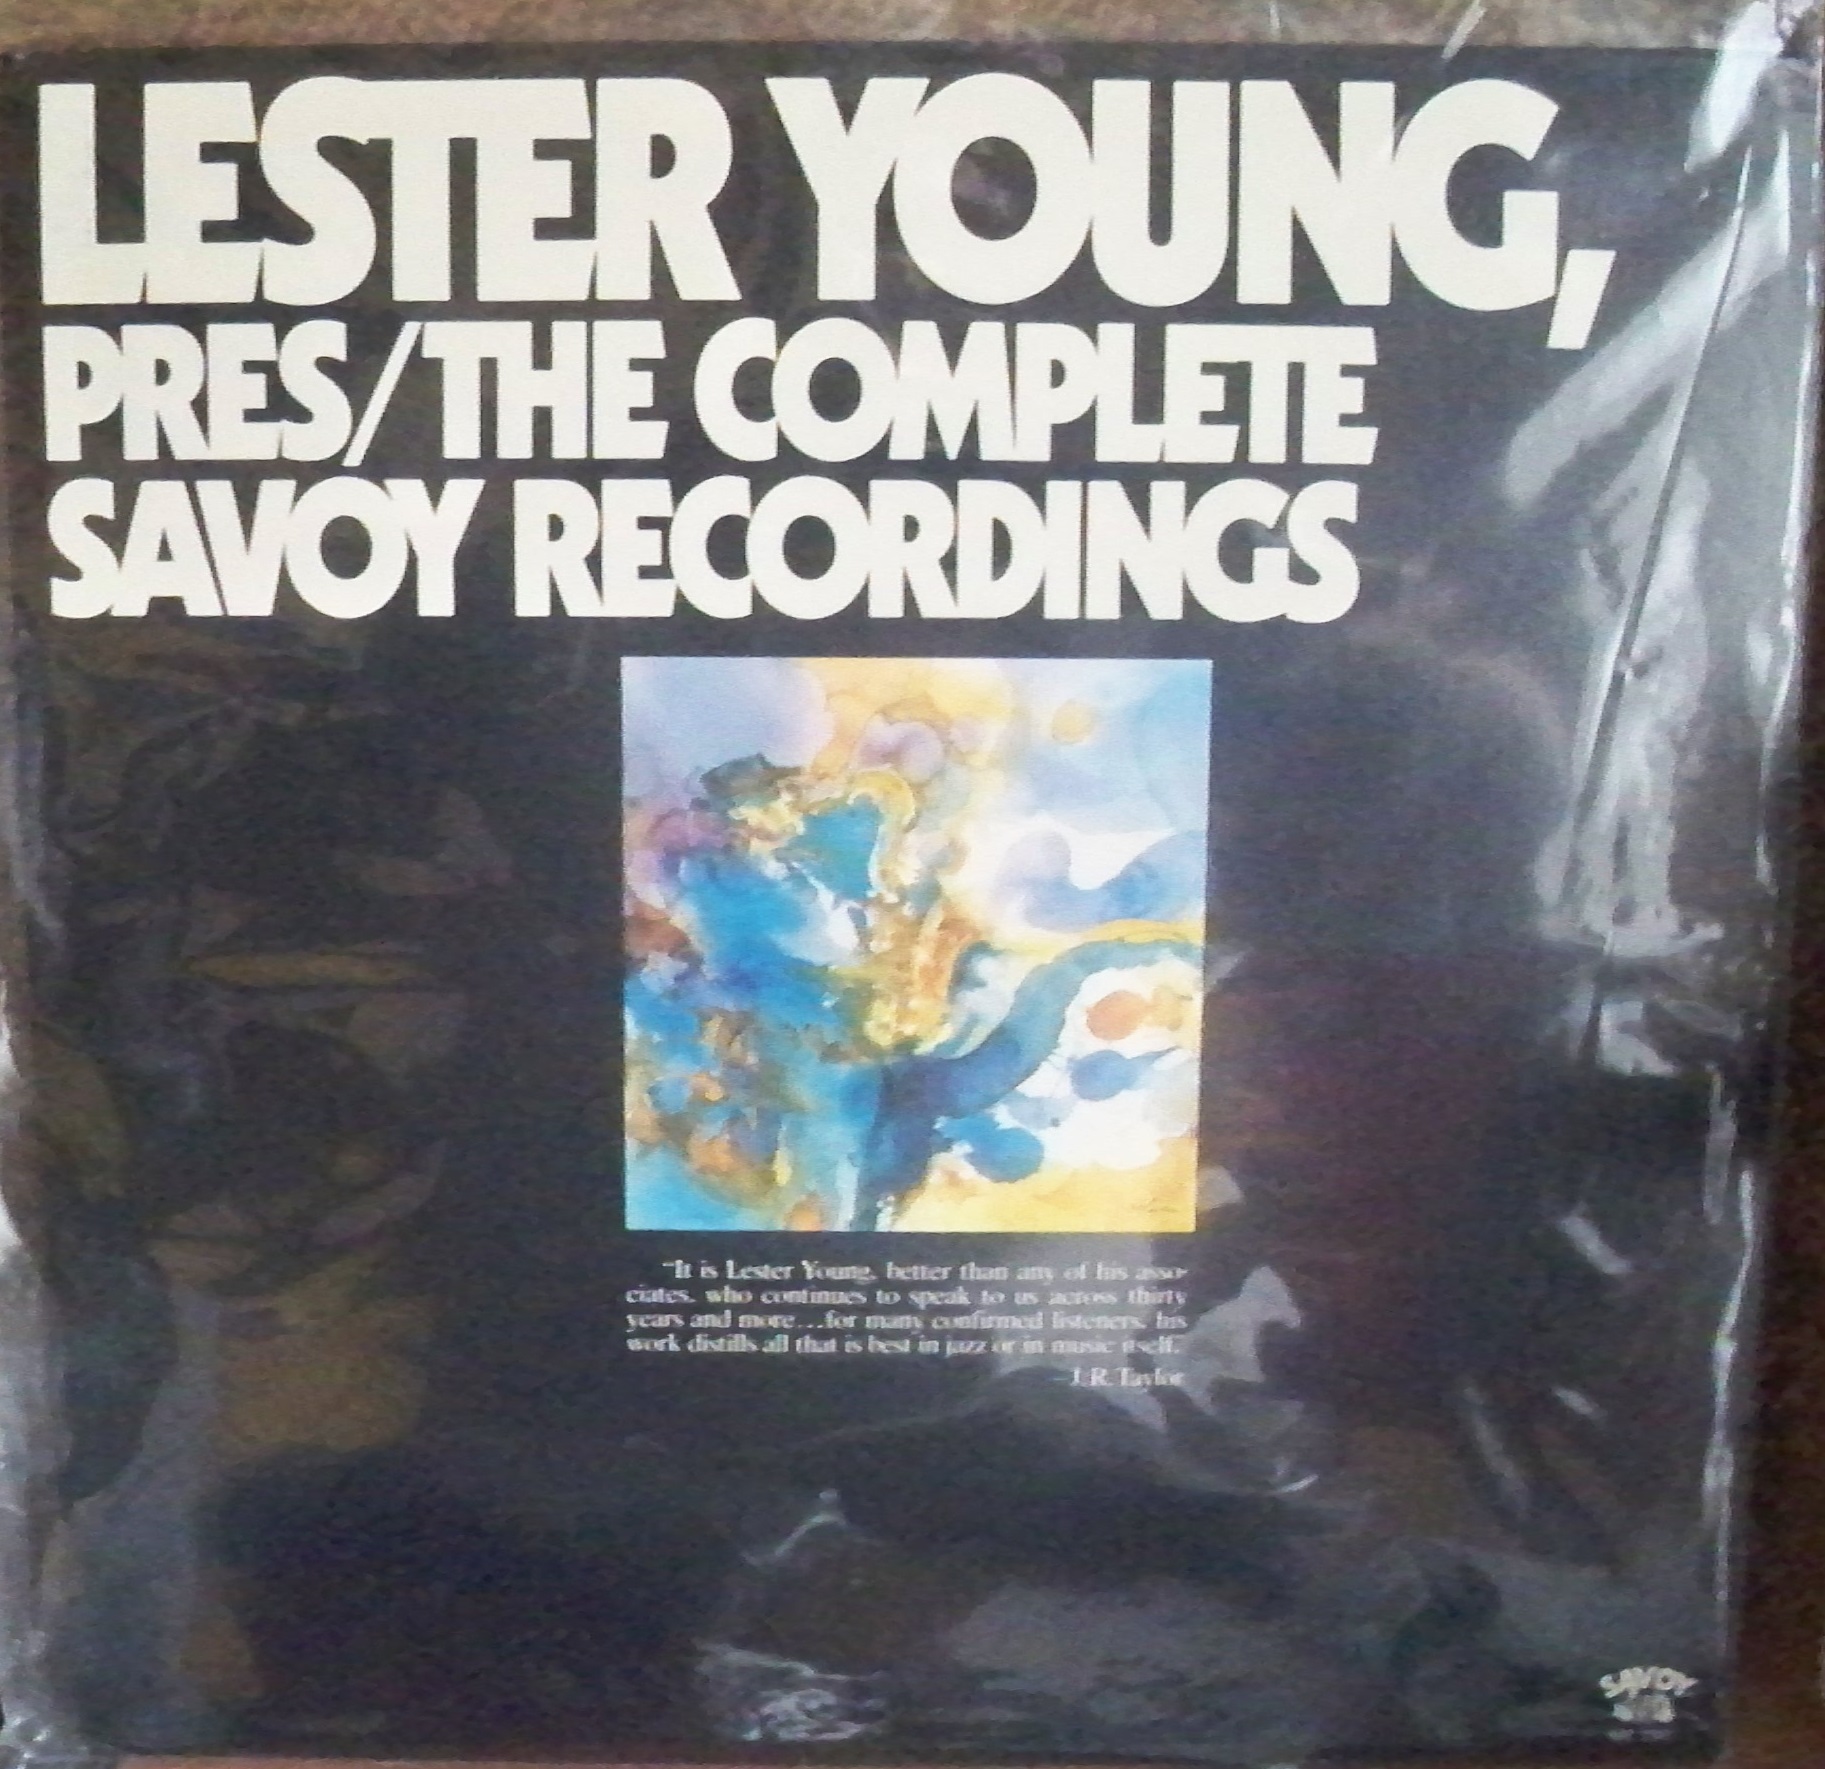 LESTER YOUNG,
PRES/THE COMPLETE
SAVOY RECORDINGS
"It is Lester Young, better than any of his asso-
ciates, who continues to speak to us across thirty
years and more...for many confirmed listeners, his
work distills all that is best in jazz or in music itself.
—J.R. Taylor
SAVOY